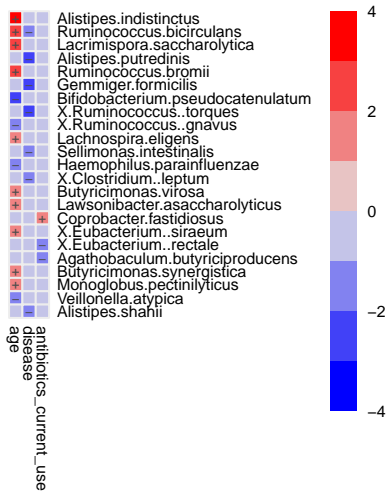 Alistipes.indistinctus
Ruminococcus.bicirculans
Lacrimispora.saccharolytica
Alistipes.putredinis
Ruminococcus.bromii
Gemmiger.formicilis
Bifidobacterium.pseudocatenulatum
X.Ruminococcus..torques
X.Ruminococcus..gnavus
Lachnospira.eligens
Sellimonas.intestinalis
Haemophilus.parainfluenzae
X.Clostridium..leptum
Butyricimonas.virosa
Lawsonibacter.asaccharolyticus
Coprobacter.fastidiosus
X.Eubacterium..siraeum
X.Eubacterium..rectale
Agathobaculum.butyriciproducens
Butyricimonas.synergistica
Monoglobus.pectinilyticus
Veillonella.atypica
Alistipes.shahii
age
disease
antibiotics_current_use
4
2
0
−2
−4